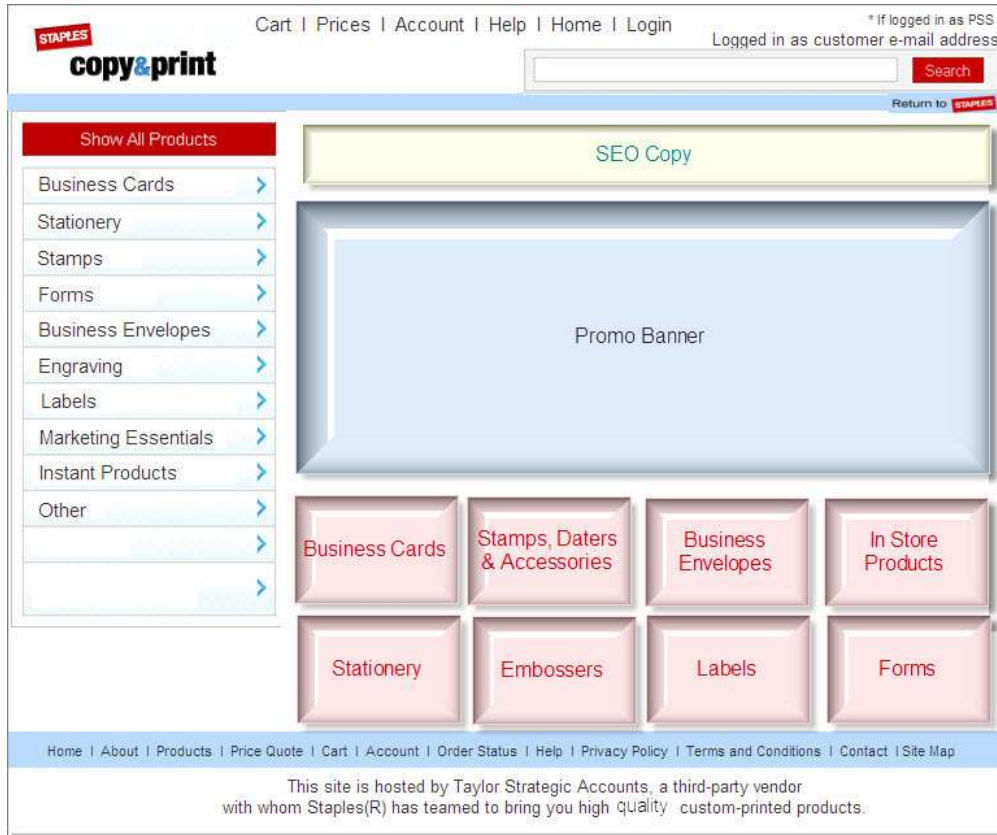 STAPLES
copy&print
Cart | Prices | Account | Help | Home | Login
* If logged in as PSS
Logged in as customer e-mail address
Search
Return to STAPLES
Show All Products
Business Cards
Stationery
Stamps
Forms
Business Envelopes
Engraving
Labels
Marketing Essentials
Instant Products
Other
SEO Copy
Promo Banner
Business Cards
Stamps, Daters
& Accessories
Business
Envelopes
In Store
Products
Stationery
Embossers
Labels
Forms
Home | About | Products | Price Quote | Cart | Account | Order Status | Help | Privacy Policy | Terms and Conditions | Contact | Site Map
This site is hosted by Taylor Strategic Accounts, a third-party vendor
with whom Staples(R) has teamed to bring you high quality custom-printed products.